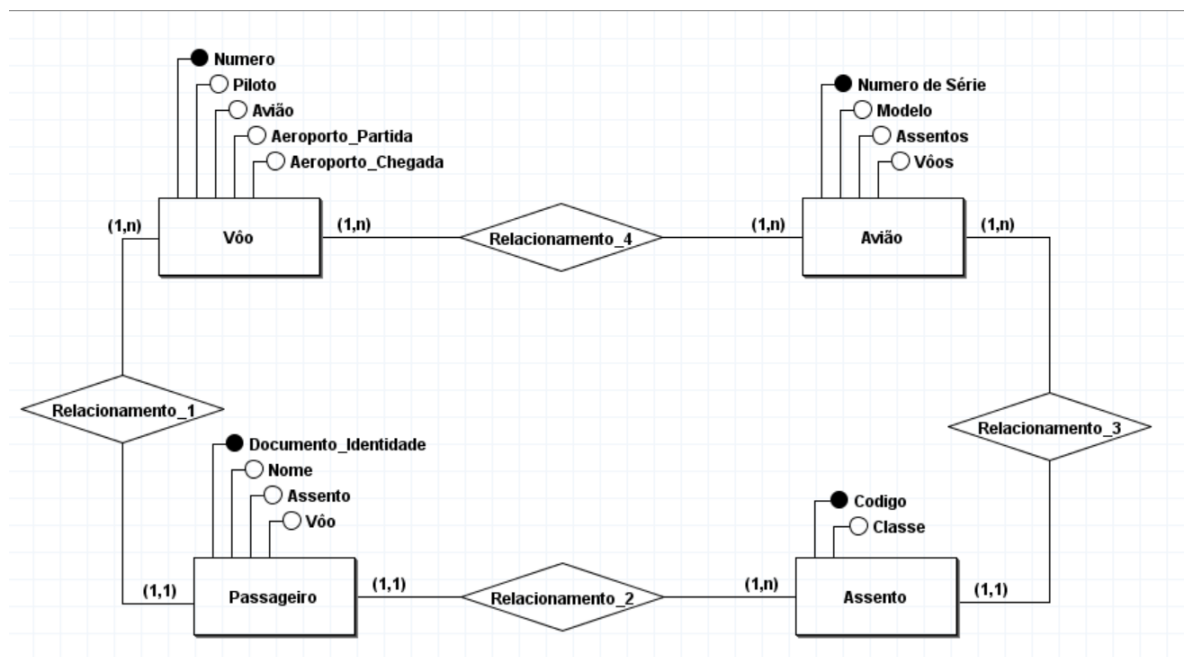 Numero
Piloto
Avião
Aeroporto_Partida
Aeroporto_Chegada
Numero de Série
Modelo
Assentos
Vôos
(1,n)
Vôo
(1,n)
Relacionamento_4
(1,n)
Avião
(1,n)
Relacionamento_1
Relacionamento_3
Documento_Identidade
Nome
Assento
Vôo
Codigo
Classe
(1,1)
Passageiro
(1,1)
Relacionamento_2
(1,n)
Assento
(1,1)